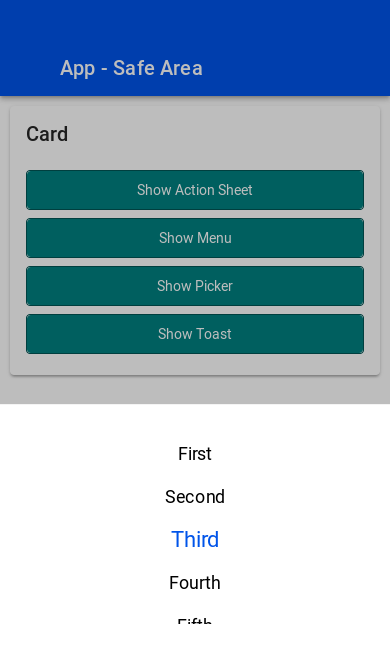 App - Safe Area
Card
Show Action Sheet
Show Menu
Show Picker
Show Toast
First
Second
Third
Fourth
Fifth